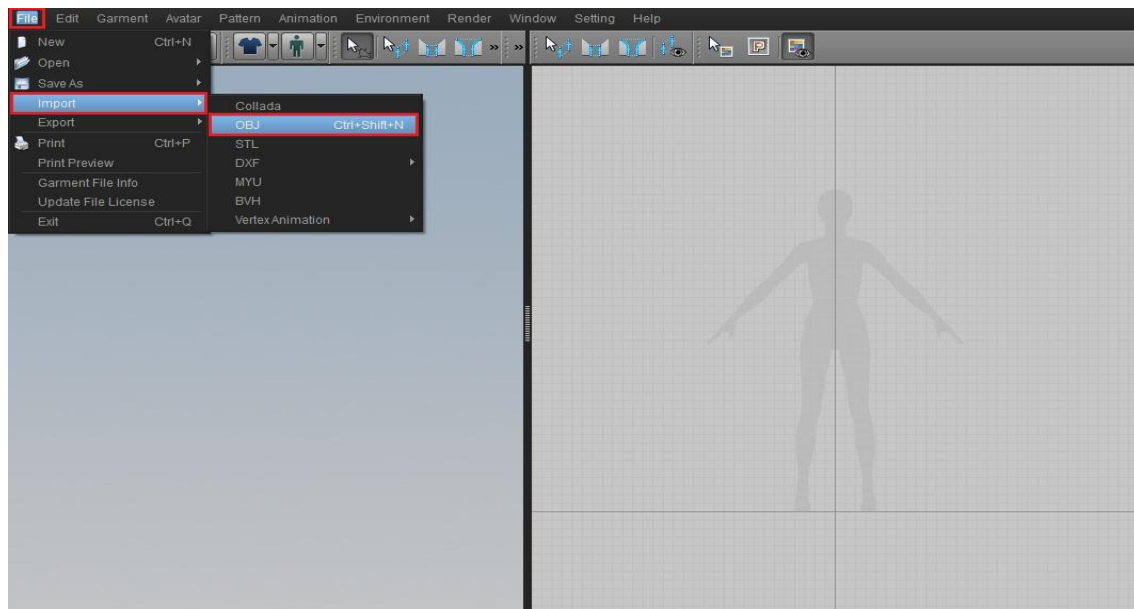 File Edit Garment Avatar Pattern Animation Environment Render Window Setting Help
New Ctrl+N
Open
Save As
Import
Export
Print Ctrl+P
Print Preview
Garment File Info
Update File License
Exit Ctrl+Q
Collada
OBJ Ctrl+Shift+N
STL
DXF
MYU
BVH
Vertex Animation
P